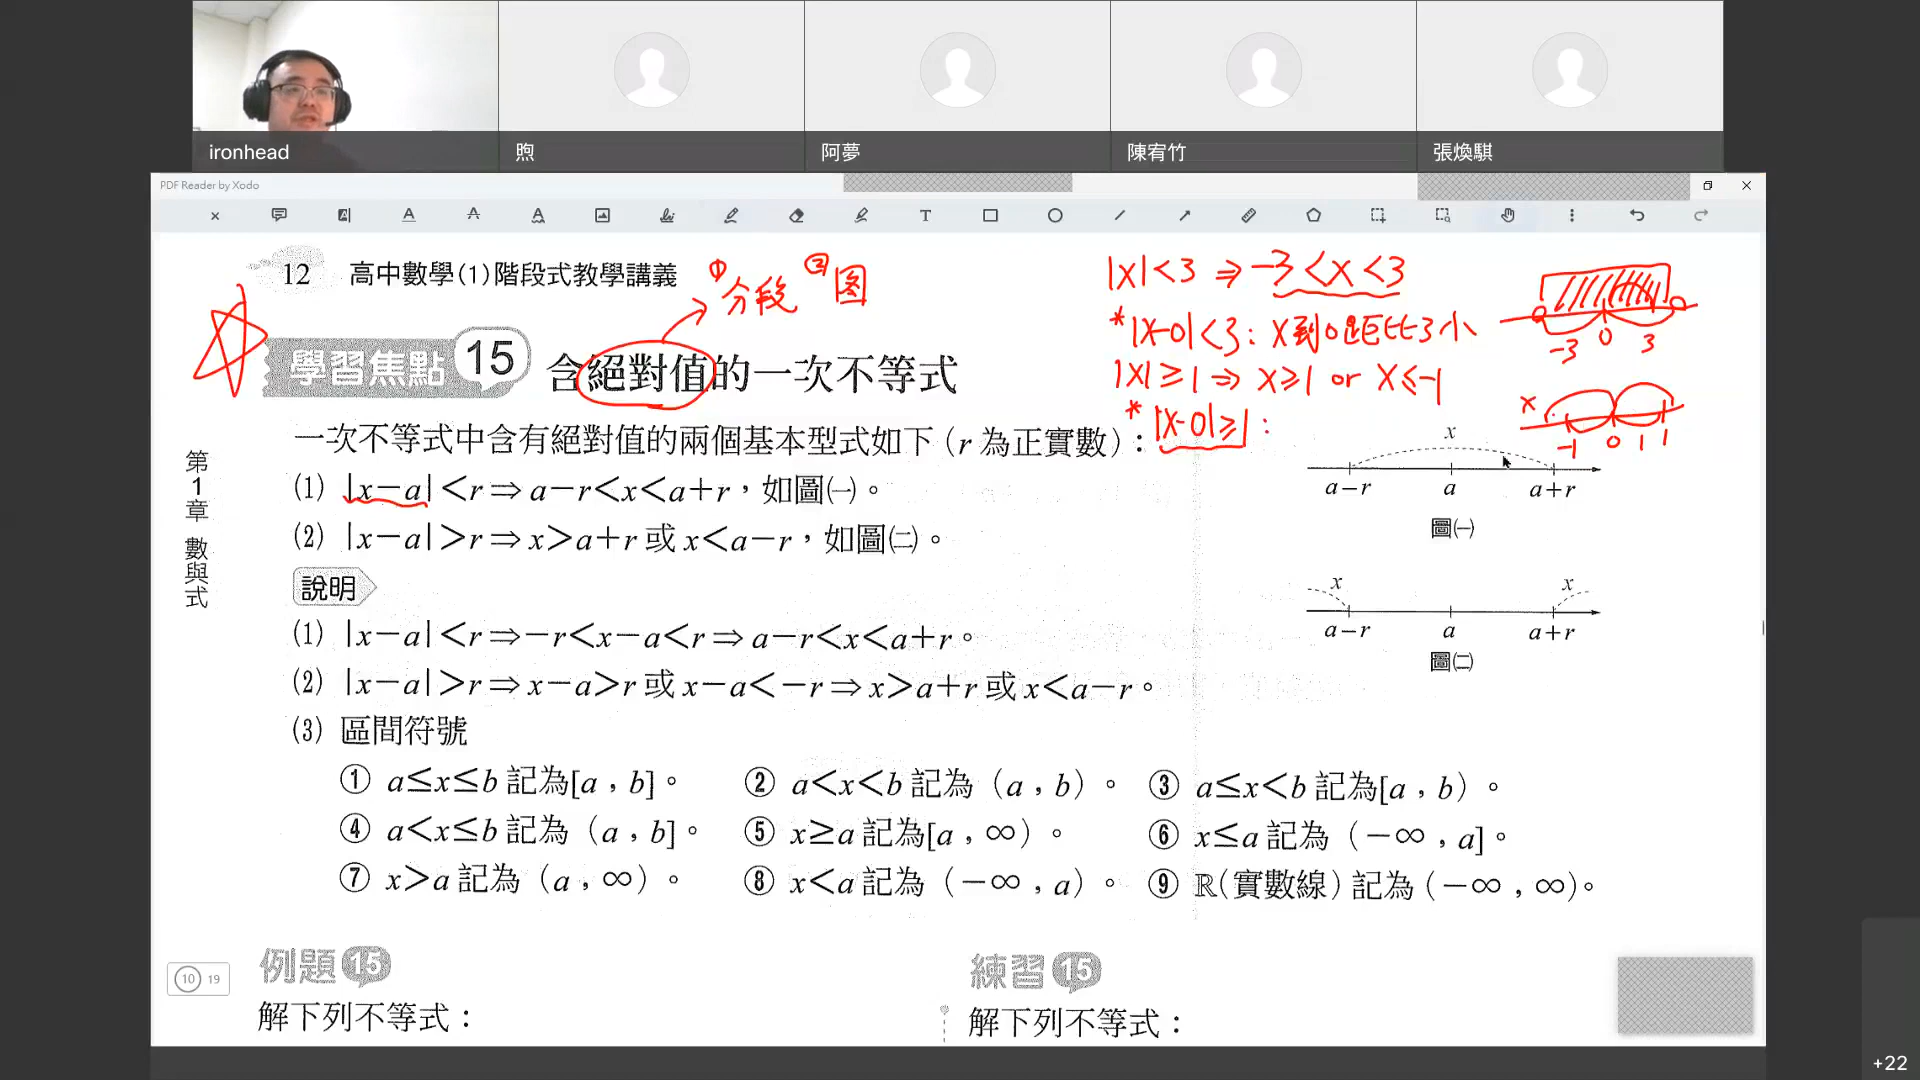 ironhead
煦
阿夢
陳宥竹
張煥騏
PDF Reader by Xodo
12 高中數學(1)階段式教學講義
① 分段 ② 圖
|x|<3 ⇒ -3<x<3
*|x-0|<3：x到0距比3小
|x|≥1 ⇒ x≥1 or x≤-1
*|x-0|≥1：
-3 0 3
x
-1 0 1 1
學習焦點 15 含絕對值的一次不等式
一次不等式中含有絕對值的兩個基本型式如下（r 為正實數）：
(1) |x−a|<r⇒a−r<x<a+r，如圖㈠。
(2) |x−a|>r⇒x>a+r 或 x<a−r，如圖㈡。
x
a−r a a+r
圖㈠
x x
a−r a a+r
圖㈡
說明
(1) |x−a|<r⇒−r<x−a<r⇒a−r<x<a+r。
(2) |x−a|>r⇒x−a>r 或 x−a<−r⇒x>a+r 或 x<a−r。
(3) 區間符號
① a≤x≤b 記為[a，b]。 ② a<x<b 記為（a，b）。 ③ a≤x<b 記為[a，b）。
④ a<x≤b 記為（a，b]。 ⑤ x≥a 記為[a，∞）。 ⑥ x≤a 記為（−∞，a]。
⑦ x>a 記為（a，∞）。 ⑧ x<a 記為（−∞，a）。 ⑨ ℝ(實數線）記為（−∞，∞)。
第1章 數與式
例題 15
解下列不等式：
練習 15
解下列不等式：
10 19
+22